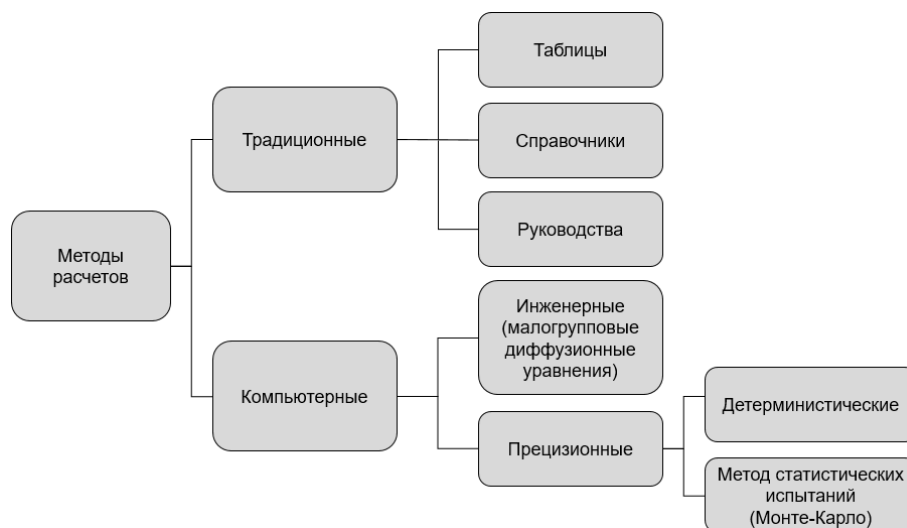 Методы
расчетов
Традиционные
Таблицы
Справочники
Руководства
Компьютерные
Инженерные
(малогрупповые
диффузионные
уравнения)
Прецизионные
Детерминистические
Метод статистических
испытаний
(Монте-Карло)